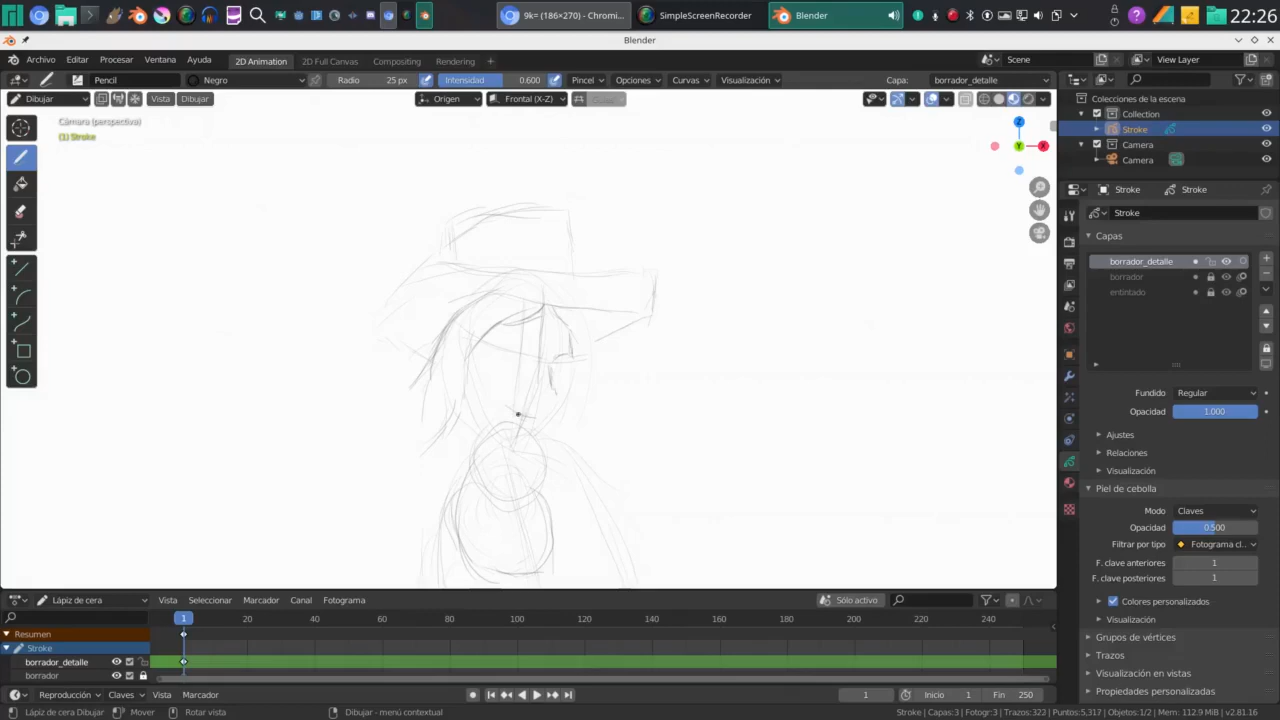 9k= (186×270) - Chromi...
SimpleScreenRecorder
Blender
22:26
Blender
Archivo Editar Procesar Ventana Ayuda
2D Animation 2D Full Canvas Compositing Rendering +
Scene
View Layer
Pencil
Negro
Radio 25 px
Intensidad 0.600
Pincel
Opciones
Curvas
Visualización
Capa: borrador_detalle
Dibujar
Vista
Dibujar
Origen
Frontal (X-Z)
Cámara (perspectiva)
(1) Stroke
Z
Y
X
Colecciones de la escena
Collection
Stroke
Camera
Camera
Stroke
Stroke
Stroke
Capas
borrador_detalle
borrador
entintado
Fundido Regular
Opacidad 1.000
Ajustes
Relaciones
Visualización
Piel de cebolla
Modo Claves
Opacidad 0.500
Filtrar por tipo Fotograma cl...
F. clave anteriores 1
F. clave posteriores 1
Colores personalizados
Visualización
Grupos de vértices
Trazos
Visualización en vistas
Propiedades personalizadas
Lápiz de cera
Vista Seleccionar Marcador Canal Fotograma
Sólo activo
1 20 40 60 80 100 120 140 160 180 200 220 240
Resumen
Stroke
borrador_detalle
borrador
Reproducción Claves Vista Marcador
1
Inicio 1
Fin 250
Lápiz de cera Dibujar
Mover
Rotar vista
Dibujar - menú contextual
Stroke | Capas:3 | Fotogr:3 | Trazos:322 | Puntos:5,317 | Objetos:1/2 | Mem: 112.9 MiB | v2.81.16